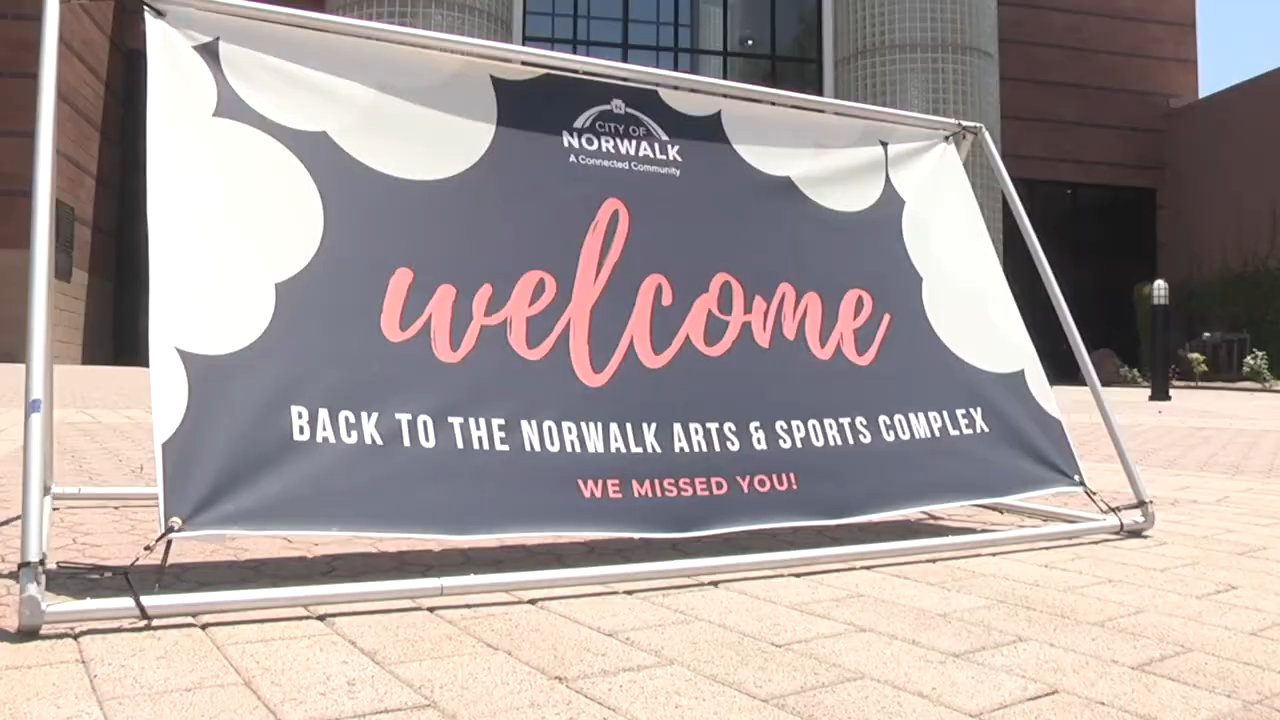 CITY OF
NORWALK
A Connected Community
welcome
BACK TO THE NORWALK ARTS & SPORTS COMPLEX
WE MISSED YOU!